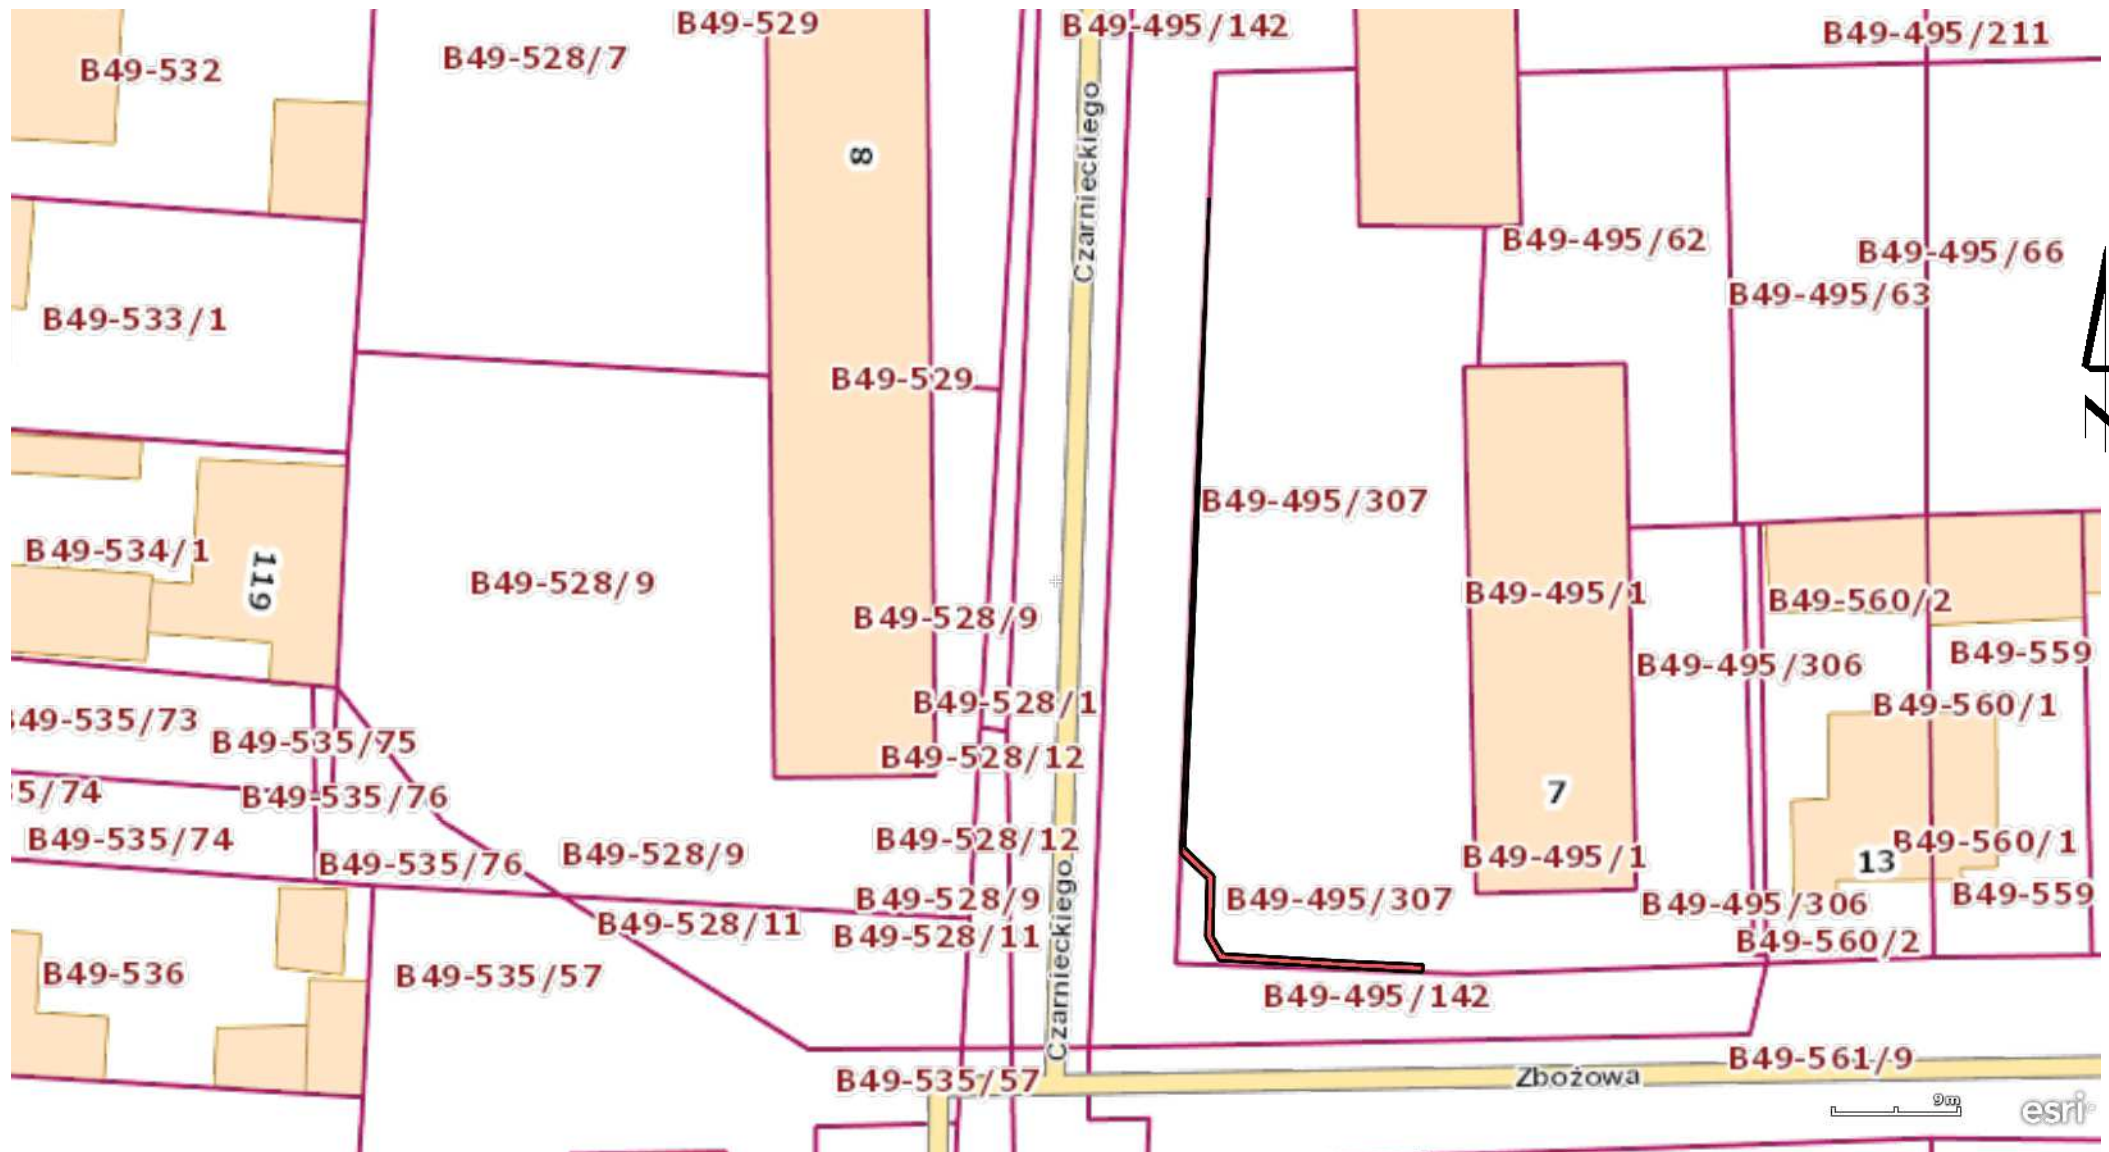 B49-529
B49-495/142
B49-495/211
B49-528/7
B49-532
8
Czarnieckiego
B49-495/62
B49-495/66
B49-495/63
B49-533/1
B49-529
B49-495/307
B49-534/1
119
B49-528/9
B49-495/1
B49-560/2
B49-528/9
B49-559
B49-495/306
B49-528/1
B49-560/1
49-535/73
B49-535/75
B49-528/12
5/74
B49-535/76
7
B49-535/74
B49-528/12
B49-560/1
B49-535/76
B49-528/9
B49-495/1
13
B49-528/9
B49-495/307
B49-495/306
B49-559
B49-528/11
B49-528/11
Czarnieckiego
B49-560/2
B49-536
B49-535/57
B49-495/142
B49-561/9
B49-535/57
Zbożowa
9 m
esri